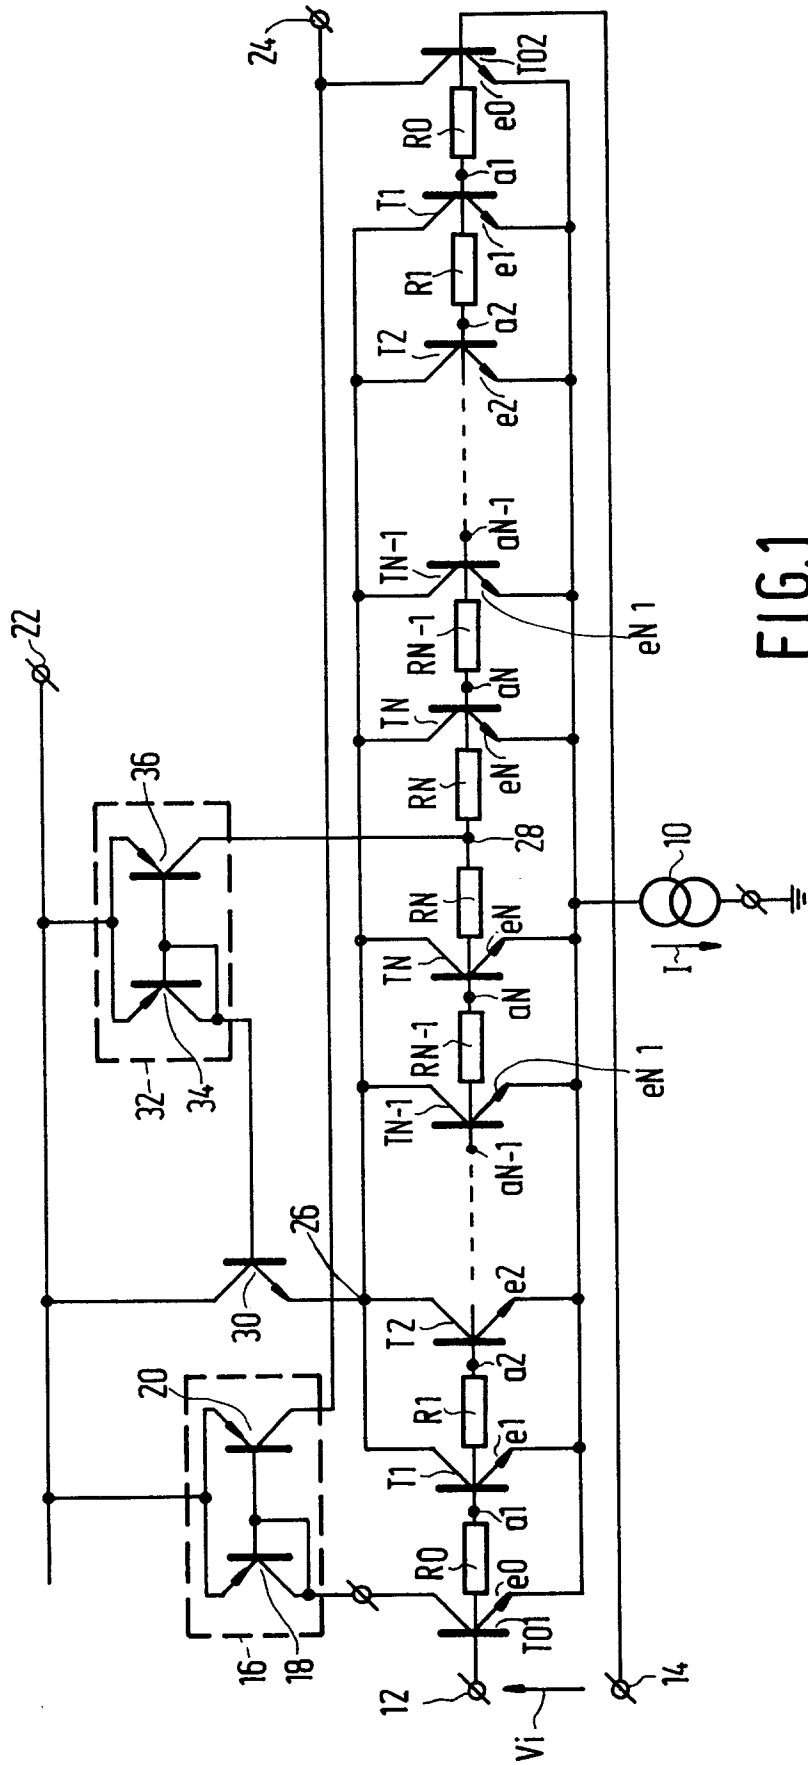 22
36
20
32
34
24
16
18
30
26
12
T1
T2
TN-1
TN
TN
TN-1
T2
T1
R0
R1
RN-1
RN
RN
RN-1
R1
R0
T01
e0
a1
e1
a2
e2
aN-1
aN
eN
28
eN
aN
aN-1
e2
a2
e1
a1
e0
T02
Vi
14
eN 1
I
10
eN 1
FIG.1